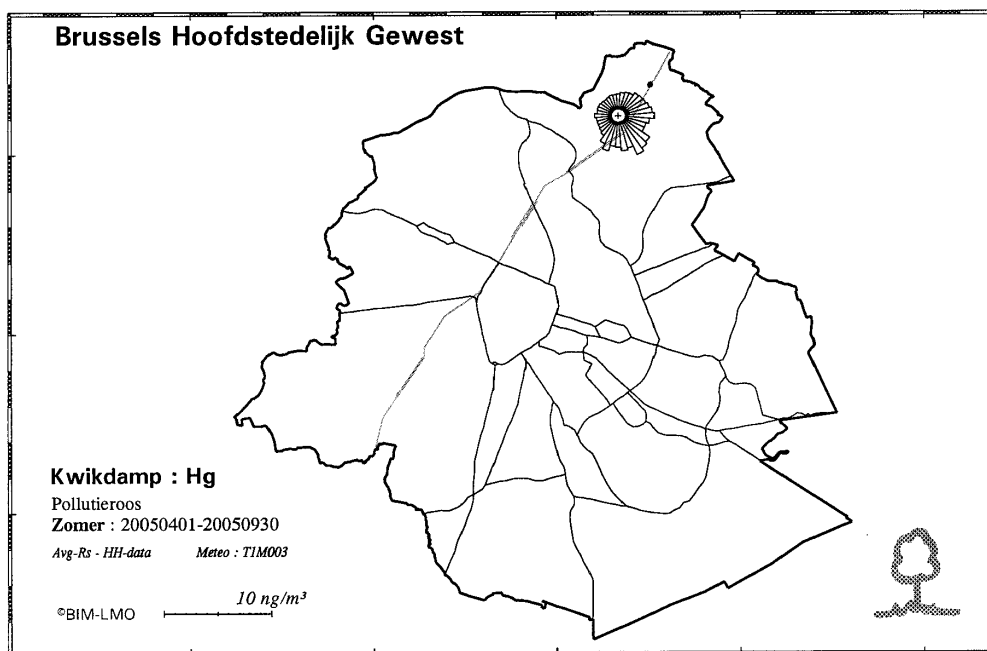 Brussels Hoofdstedelijk Gewest
Kwikdamp : Hg
Pollutieroos
Zomer : 20050401-20050930
Avg-Rs - HH-data Meteo : T1M003
10 ng/m³
©BIM-LMO